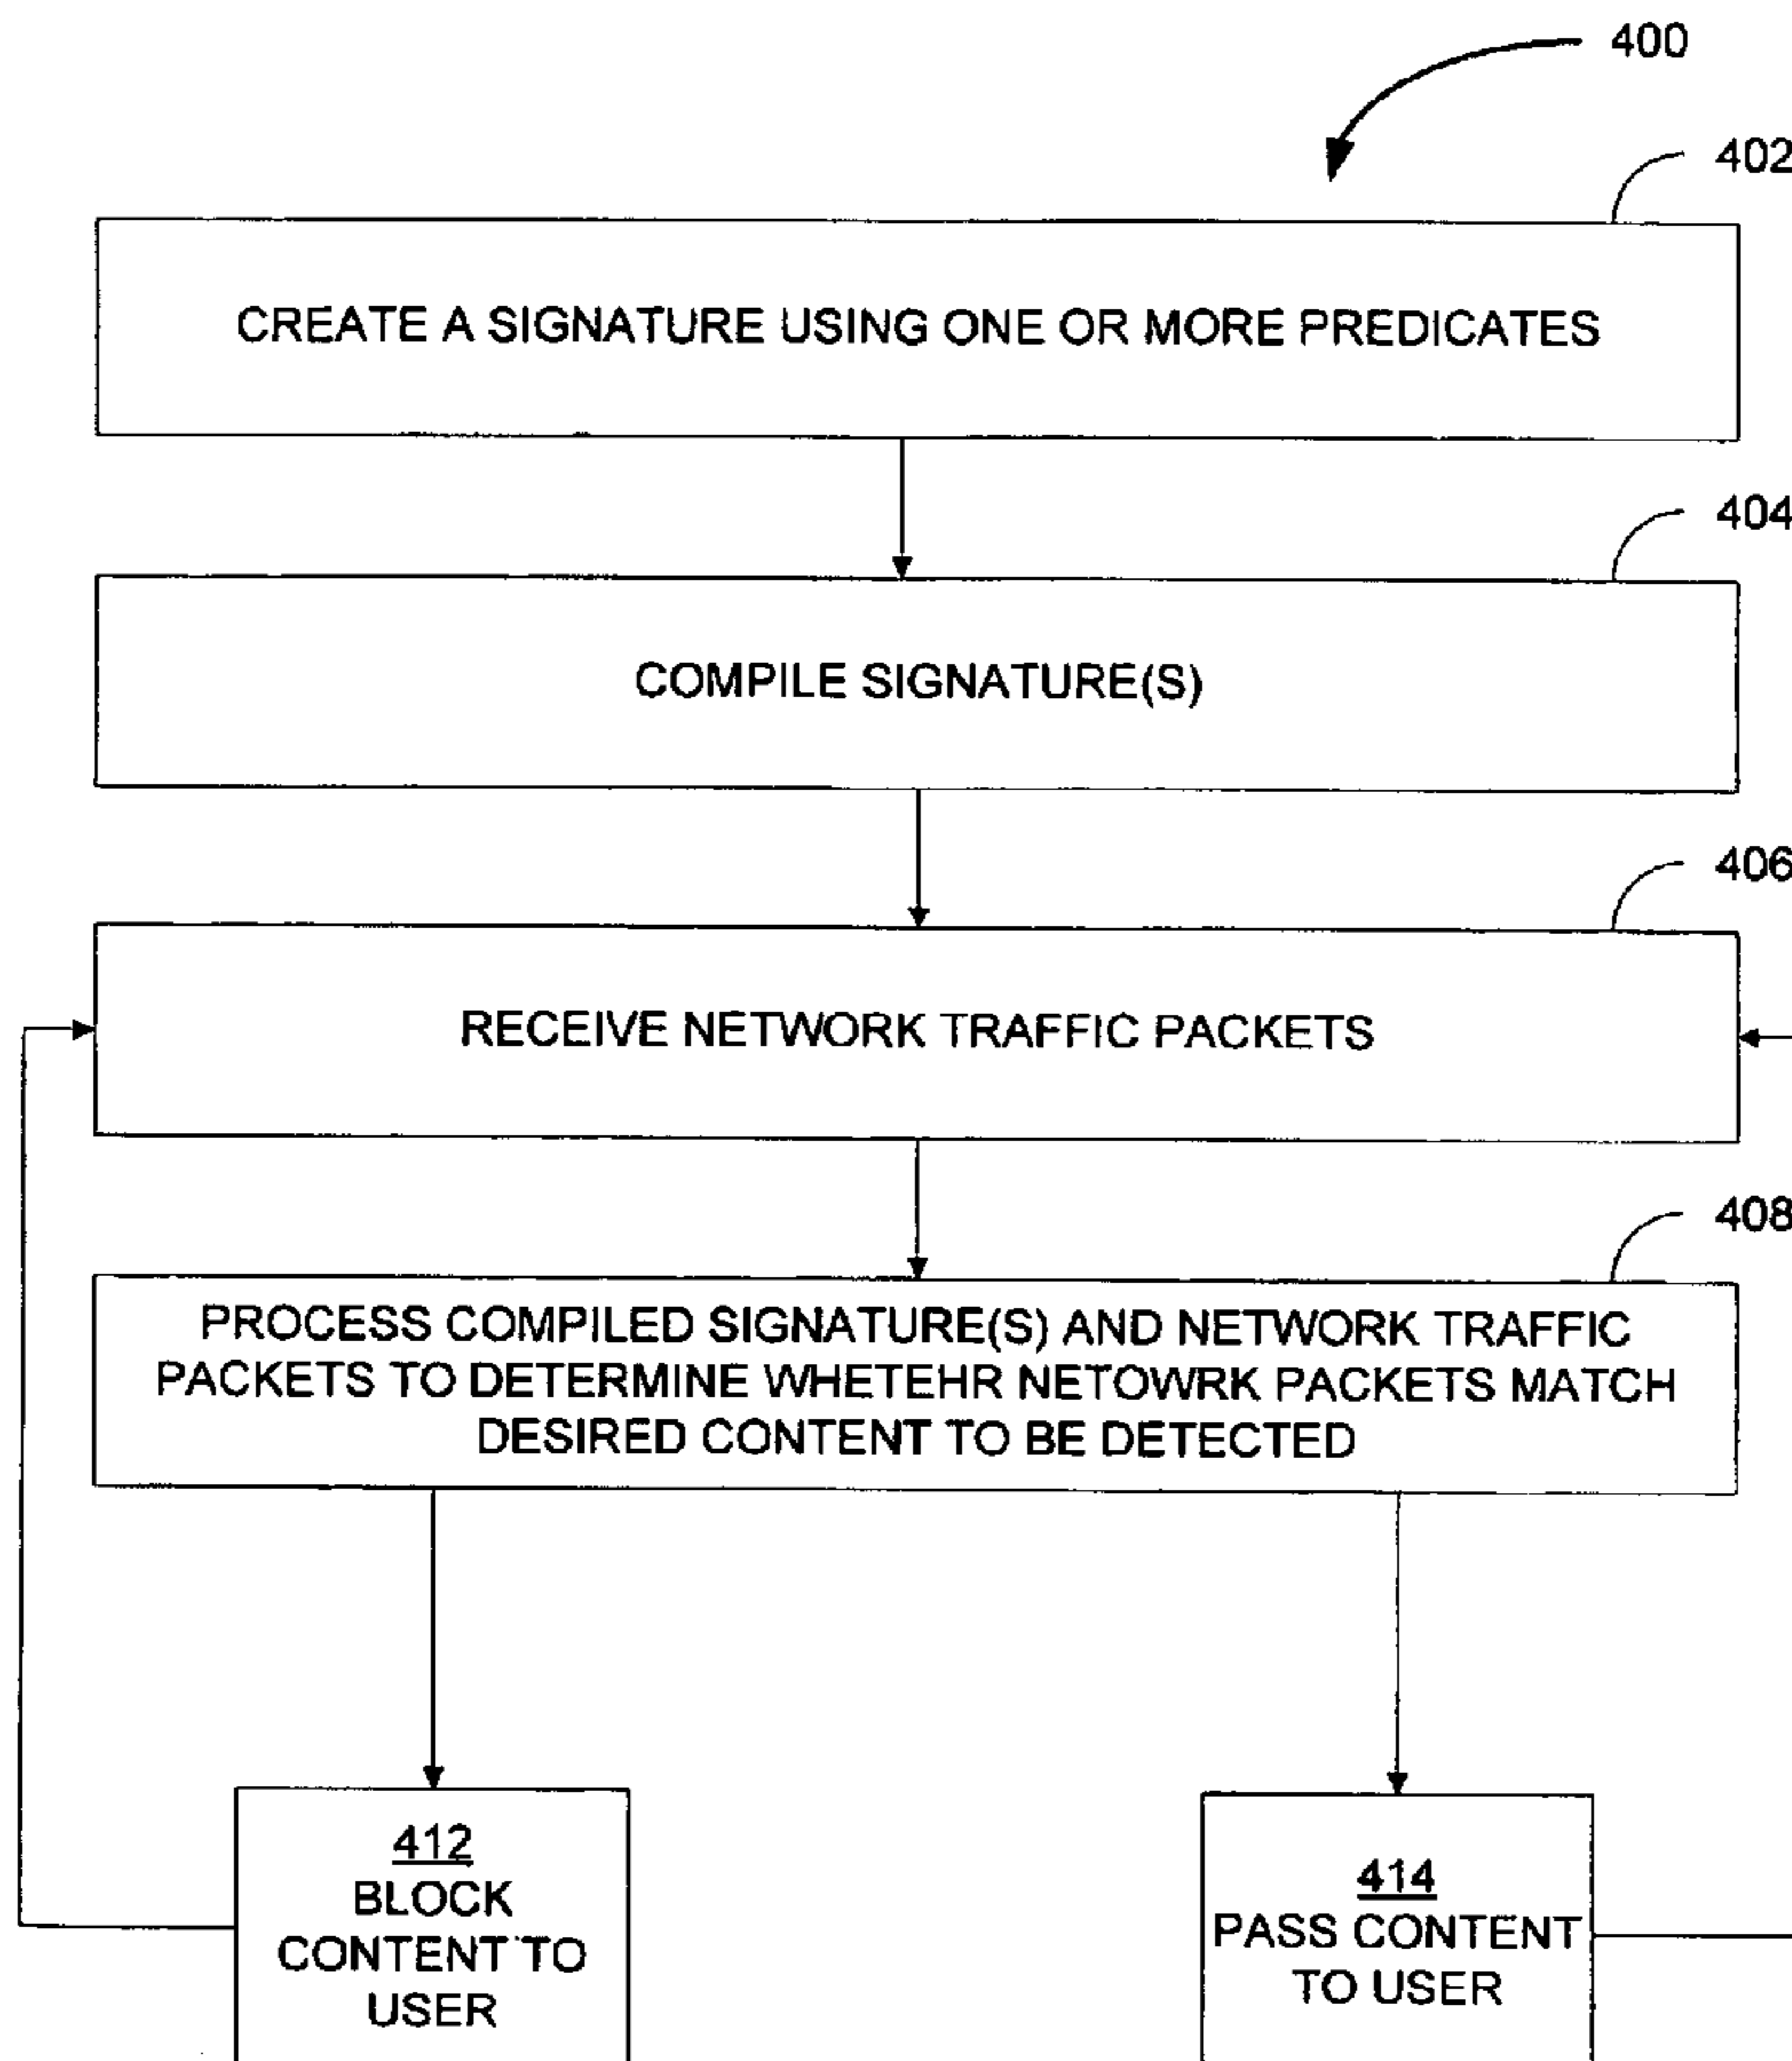 400
402
CREATE A SIGNATURE USING ONE OR MORE PREDICATES
404
COMPILE SIGNATURE(S)
406
RECEIVE NETWORK TRAFFIC PACKETS
408
PROCESS COMPILED SIGNATURE(S) AND NETWORK TRAFFIC
PACKETS TO DETERMINE WHETEHR NETOWRK PACKETS MATCH
DESIRED CONTENT TO BE DETECTED
412
BLOCK
CONTENT TO
USER
414
PASS CONTENT
TO USER